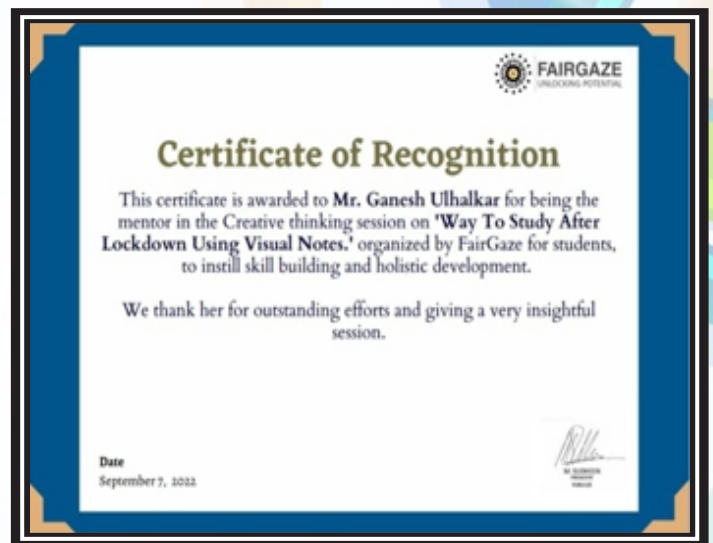 FAIRGAZE
UNLOCKING POTENTIAL
Certificate of Recognition
This certificate is awarded to Mr. Ganesh Ulhalkar for being the
mentor in the Creative thinking session on 'Way To Study After
Lockdown Using Visual Notes.' organized by FairGaze for students,
to instill skill building and holistic development.
We thank her for outstanding efforts and giving a very insightful
session.
Date
September 7, 2022
PRESIDENT
FAIRGAZE